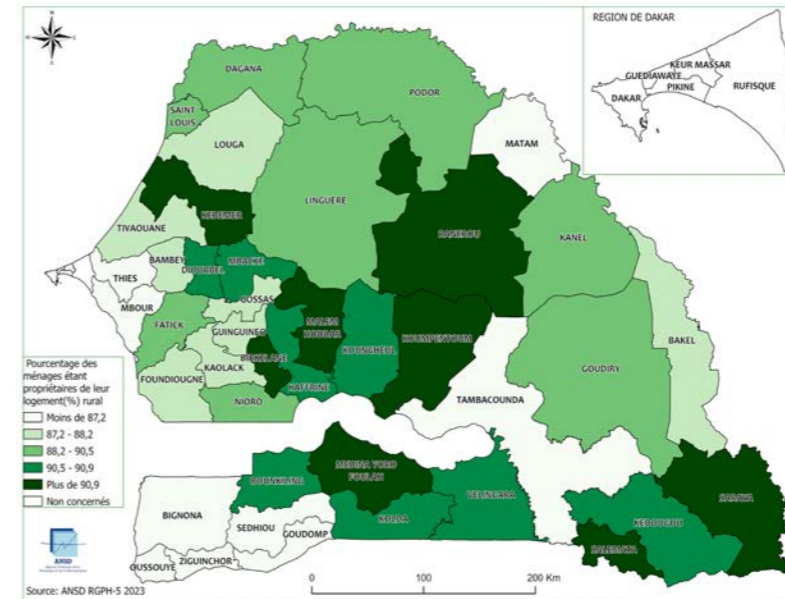 REGION DE DAKAR
KEUR MASSAR
GUEDIAWAYE
RUFISQUE
PIKINE
DAKAR
DAGANA
PODOR
SAINT
LOUIS
LOUGA
MATAM
LINGUERE
KEBEMER
RANEROU
TIVAOUANE
KANEL
BAMBEY
MBACKE
DIOURBEL
THIES
GOSSAS
MBOUR
MALEM
HODDAR
FATICK
GUINGUINEO
KOUNGHEUL
KOUMPENTOUM
BAKEL
BIRKELANE
KAOLACK
GOUDIRY
FOUNDIOUGNE
KAFFRINE
NIORO
TAMBACOUNDA
Pourcentage des
ménages étant
propriétaires de leur
logement(%) rural
Moins de 87,2
87,2 - 88,2
88,2 - 90,5
90,5 - 90,9
Plus de 90,9
Non concernés
MEDINA YORO
FOULAH
BOUNKILING
VELINGARA
SARAYA
BIGNONA
KOLDA
KEDOUGOU
SEDHIOU
GOUDOMP
SALEMATA
ZIGUINCHOR
OUSSOUYE
ANSD
0 100 200 Km
Source: ANSD RGPH-5 2023